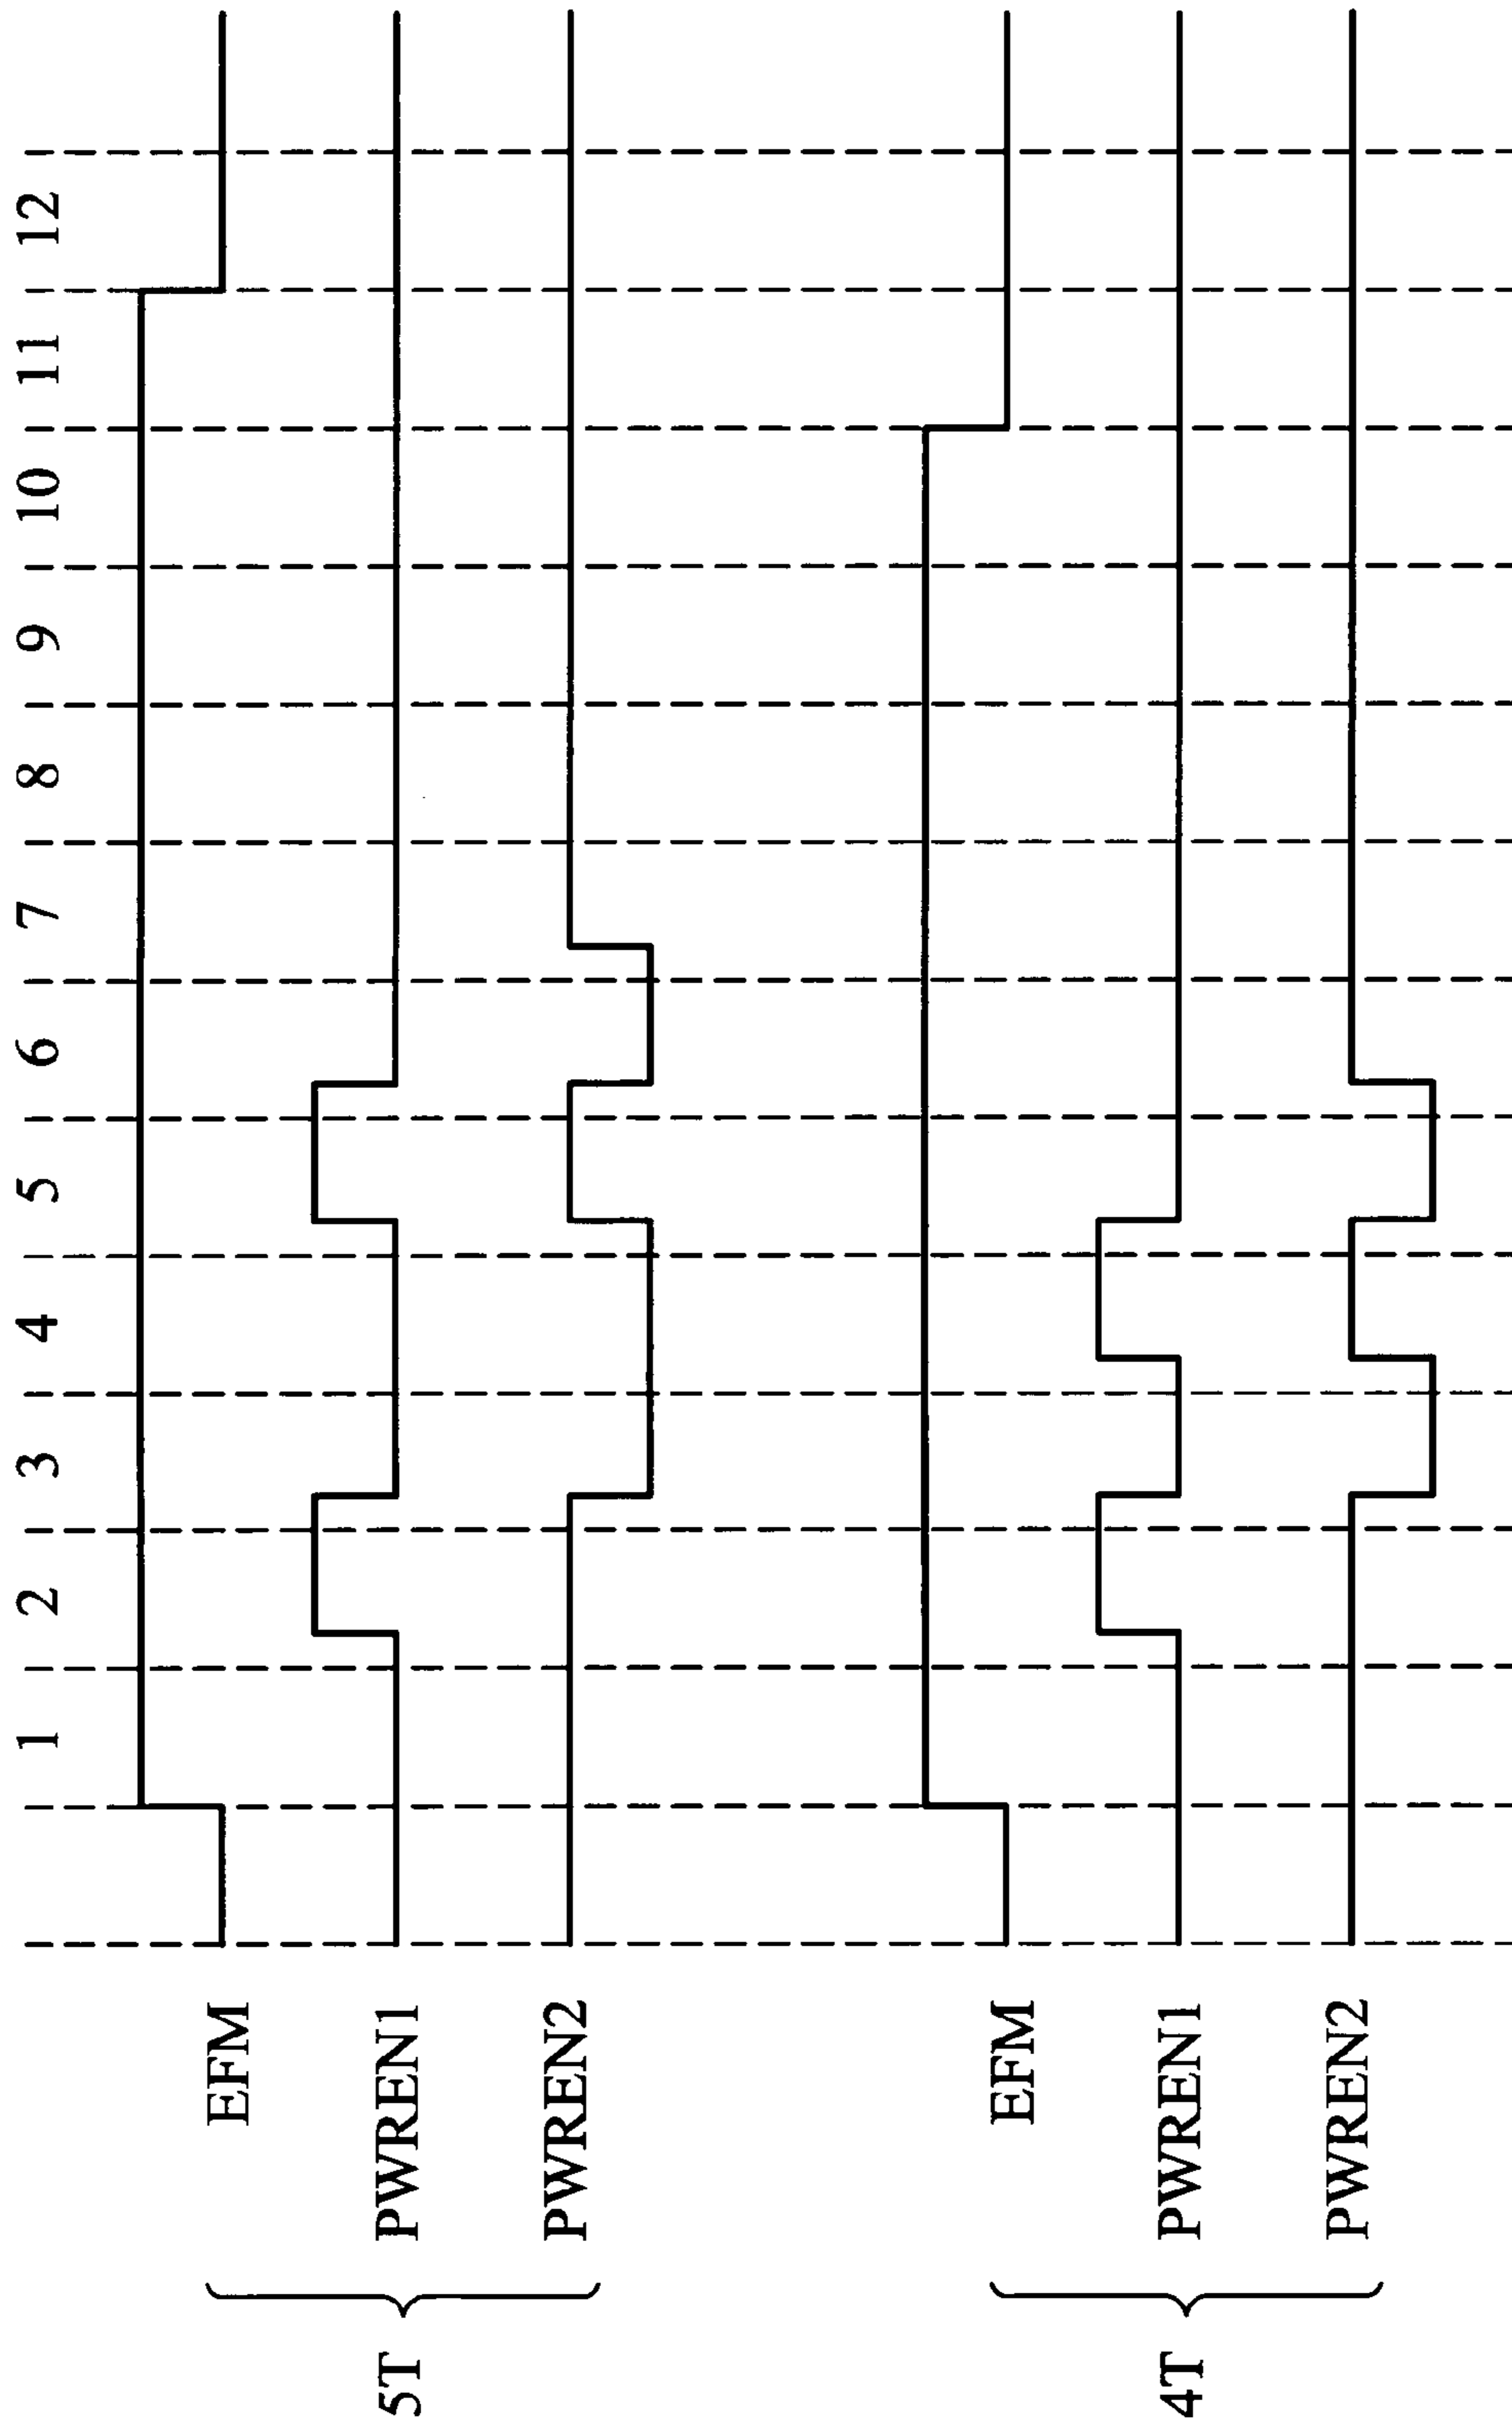 1 2 3 4 5 6 7 8 9 10 11 12
5T
EFM
PWREN1
PWREN2
4T
EFM
PWREN1
PWREN2